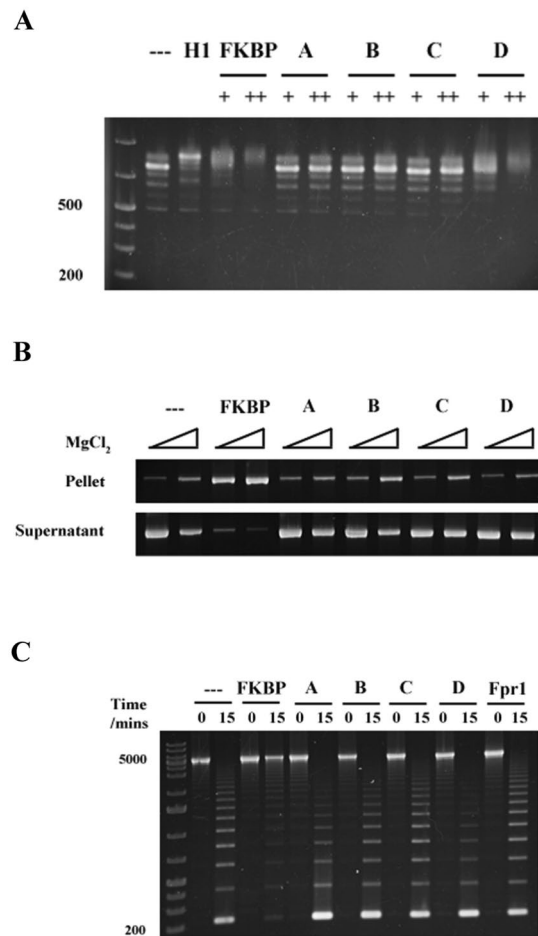 A
--- H1 FKBP A B C D
+ ++ + ++ + ++ + ++ + ++
500
200
B
--- FKBP A B C D
MgCl2
Pellet
Supernatant
C
--- FKBP A B C D Fpr1
Time /mins
0 15 0 15 0 15 0 15 0 15 0 15 0 15
5000
200